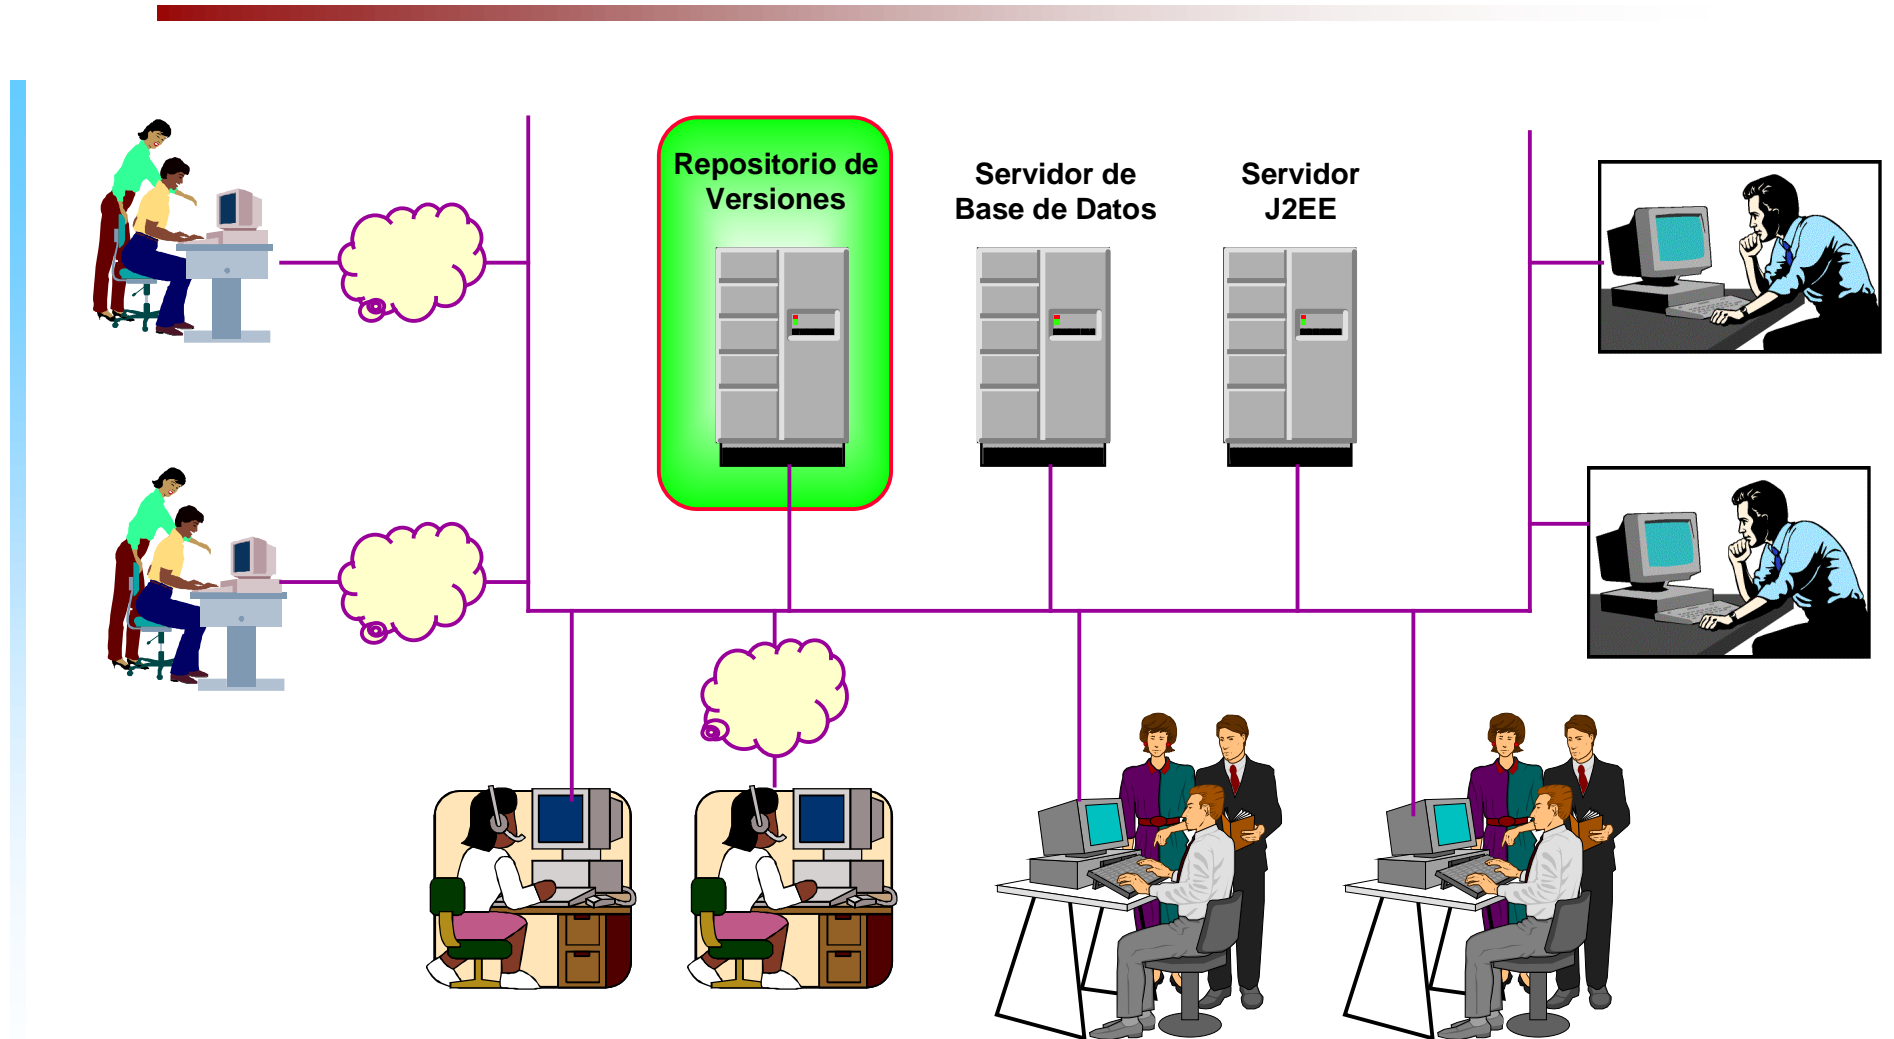 Repositorio de
Versiones
Servidor de
Base de Datos
Servidor
J2EE